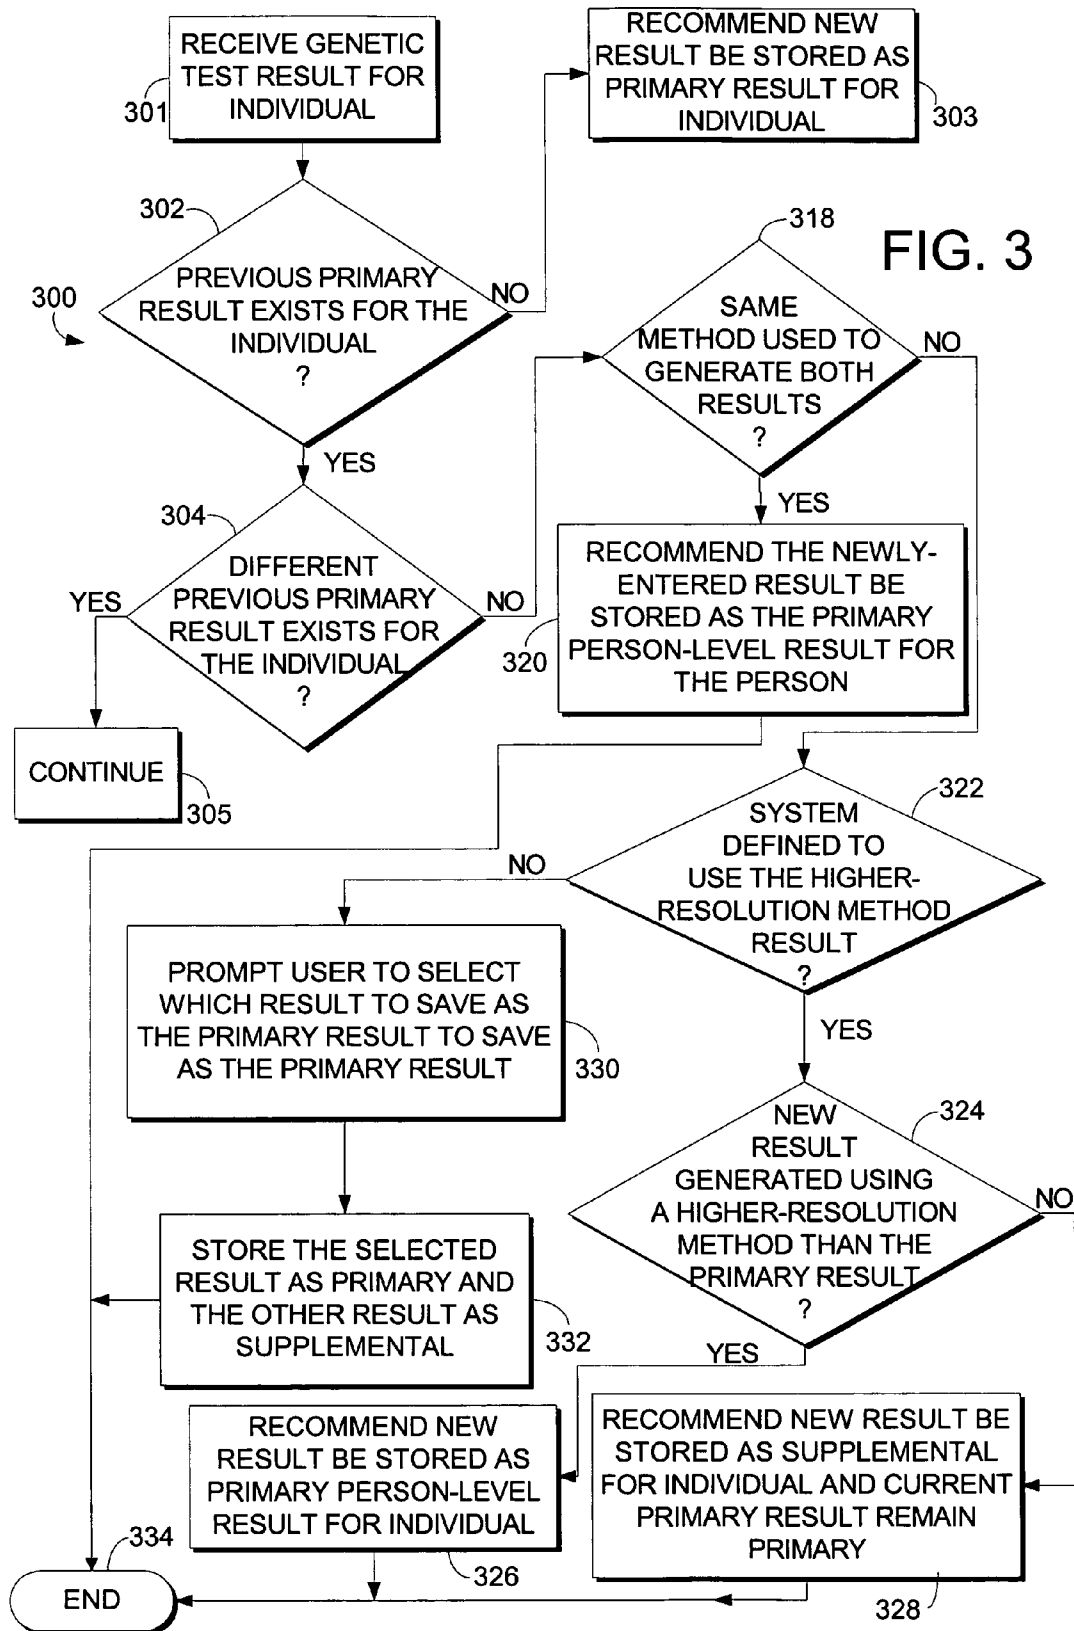 RECEIVE GENETIC
TEST RESULT FOR
INDIVIDUAL
301
RECOMMEND NEW
RESULT BE STORED AS
PRIMARY RESULT FOR
INDIVIDUAL
303
302
PREVIOUS PRIMARY
RESULT EXISTS FOR THE
INDIVIDUAL
?
NO
300
YES
318
FIG. 3
SAME
METHOD USED TO
GENERATE BOTH
RESULTS
?
NO
YES
304
DIFFERENT
PREVIOUS PRIMARY
RESULT EXISTS FOR
THE INDIVIDUAL
?
YES
NO
CONTINUE
305
RECOMMEND THE NEWLY-
ENTERED RESULT BE
STORED AS THE PRIMARY
PERSON-LEVEL RESULT FOR
THE PERSON
320
322
SYSTEM
DEFINED TO
USE THE HIGHER-
RESOLUTION METHOD
RESULT
?
NO
YES
PROMPT USER TO SELECT
WHICH RESULT TO SAVE AS
THE PRIMARY RESULT TO SAVE
AS THE PRIMARY RESULT
330
324
NEW
RESULT
GENERATED USING
A HIGHER-RESOLUTION
METHOD THAN THE
PRIMARY RESULT
?
NO
YES
STORE THE SELECTED
RESULT AS PRIMARY AND
THE OTHER RESULT AS
SUPPLEMENTAL
332
RECOMMEND NEW
RESULT BE STORED AS
PRIMARY PERSON-LEVEL
RESULT FOR INDIVIDUAL
326
RECOMMEND NEW RESULT BE
STORED AS SUPPLEMENTAL
FOR INDIVIDUAL AND CURRENT
PRIMARY RESULT REMAIN
PRIMARY
328
334
END